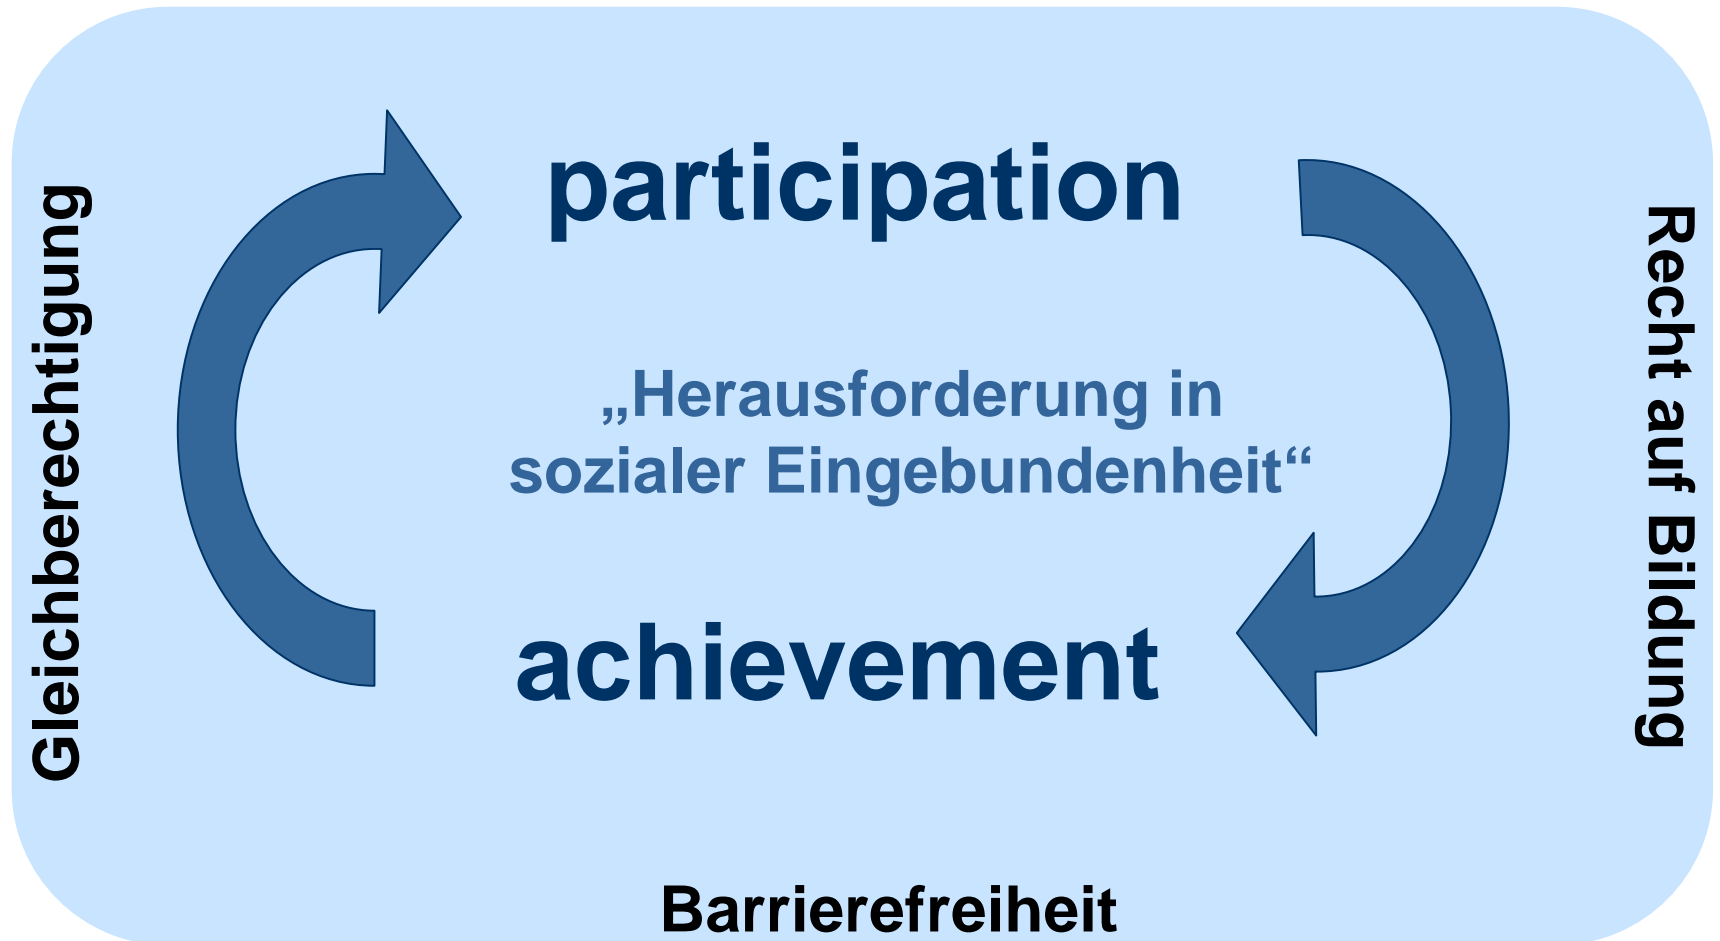 participation
„Herausforderung in
sozialer Eingebundenheit“
achievement
Gleichberechtigung
Recht auf Bildung
Barrierefreiheit